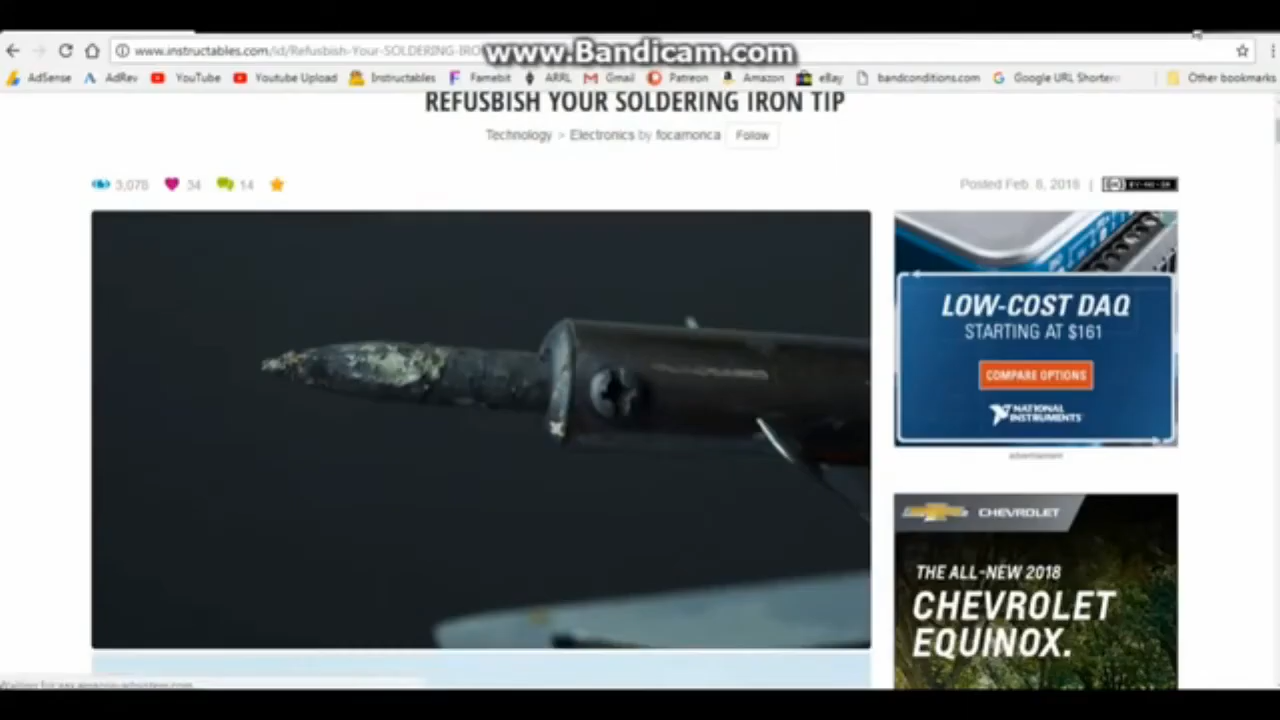 www.Bandicam.com
www.instructables.com/id/Refusbish-Your-SOLDERING-IRO
AdSense AdRev YouTube Youtube Upload Instructables Famebit ARRL Gmail Patreon Amazon eBay bandconditions.com Google URL Shorten Other bookmarks
REFUSBISH YOUR SOLDERING IRON TIP
Technology > Electronics by focamonca Follow
3,078 34 14
Posted Feb. 8, 2016 |
LOW-COST DAQ
STARTING AT $161
COMPARE OPTIONS
NATIONAL
INSTRUMENTS
advertisement
CHEVROLET
THE ALL-NEW 2018
CHEVROLET
EQUINOX.